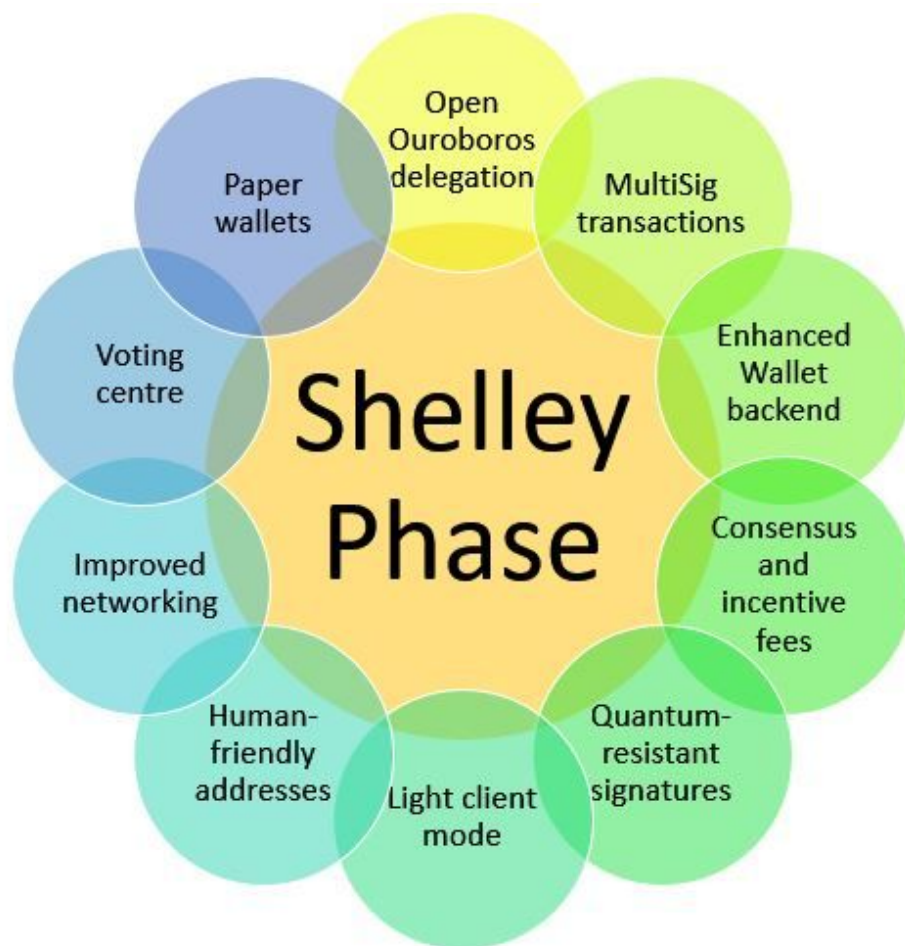 Shelley
Phase
Open
Ouroboros
delegation
MultiSig
transactions
Enhanced
Wallet
backend
Consensus
and
incentive
fees
Quantum-
resistant
signatures
Light client
mode
Human-
friendly
addresses
Improved
networking
Voting
centre
Paper
wallets